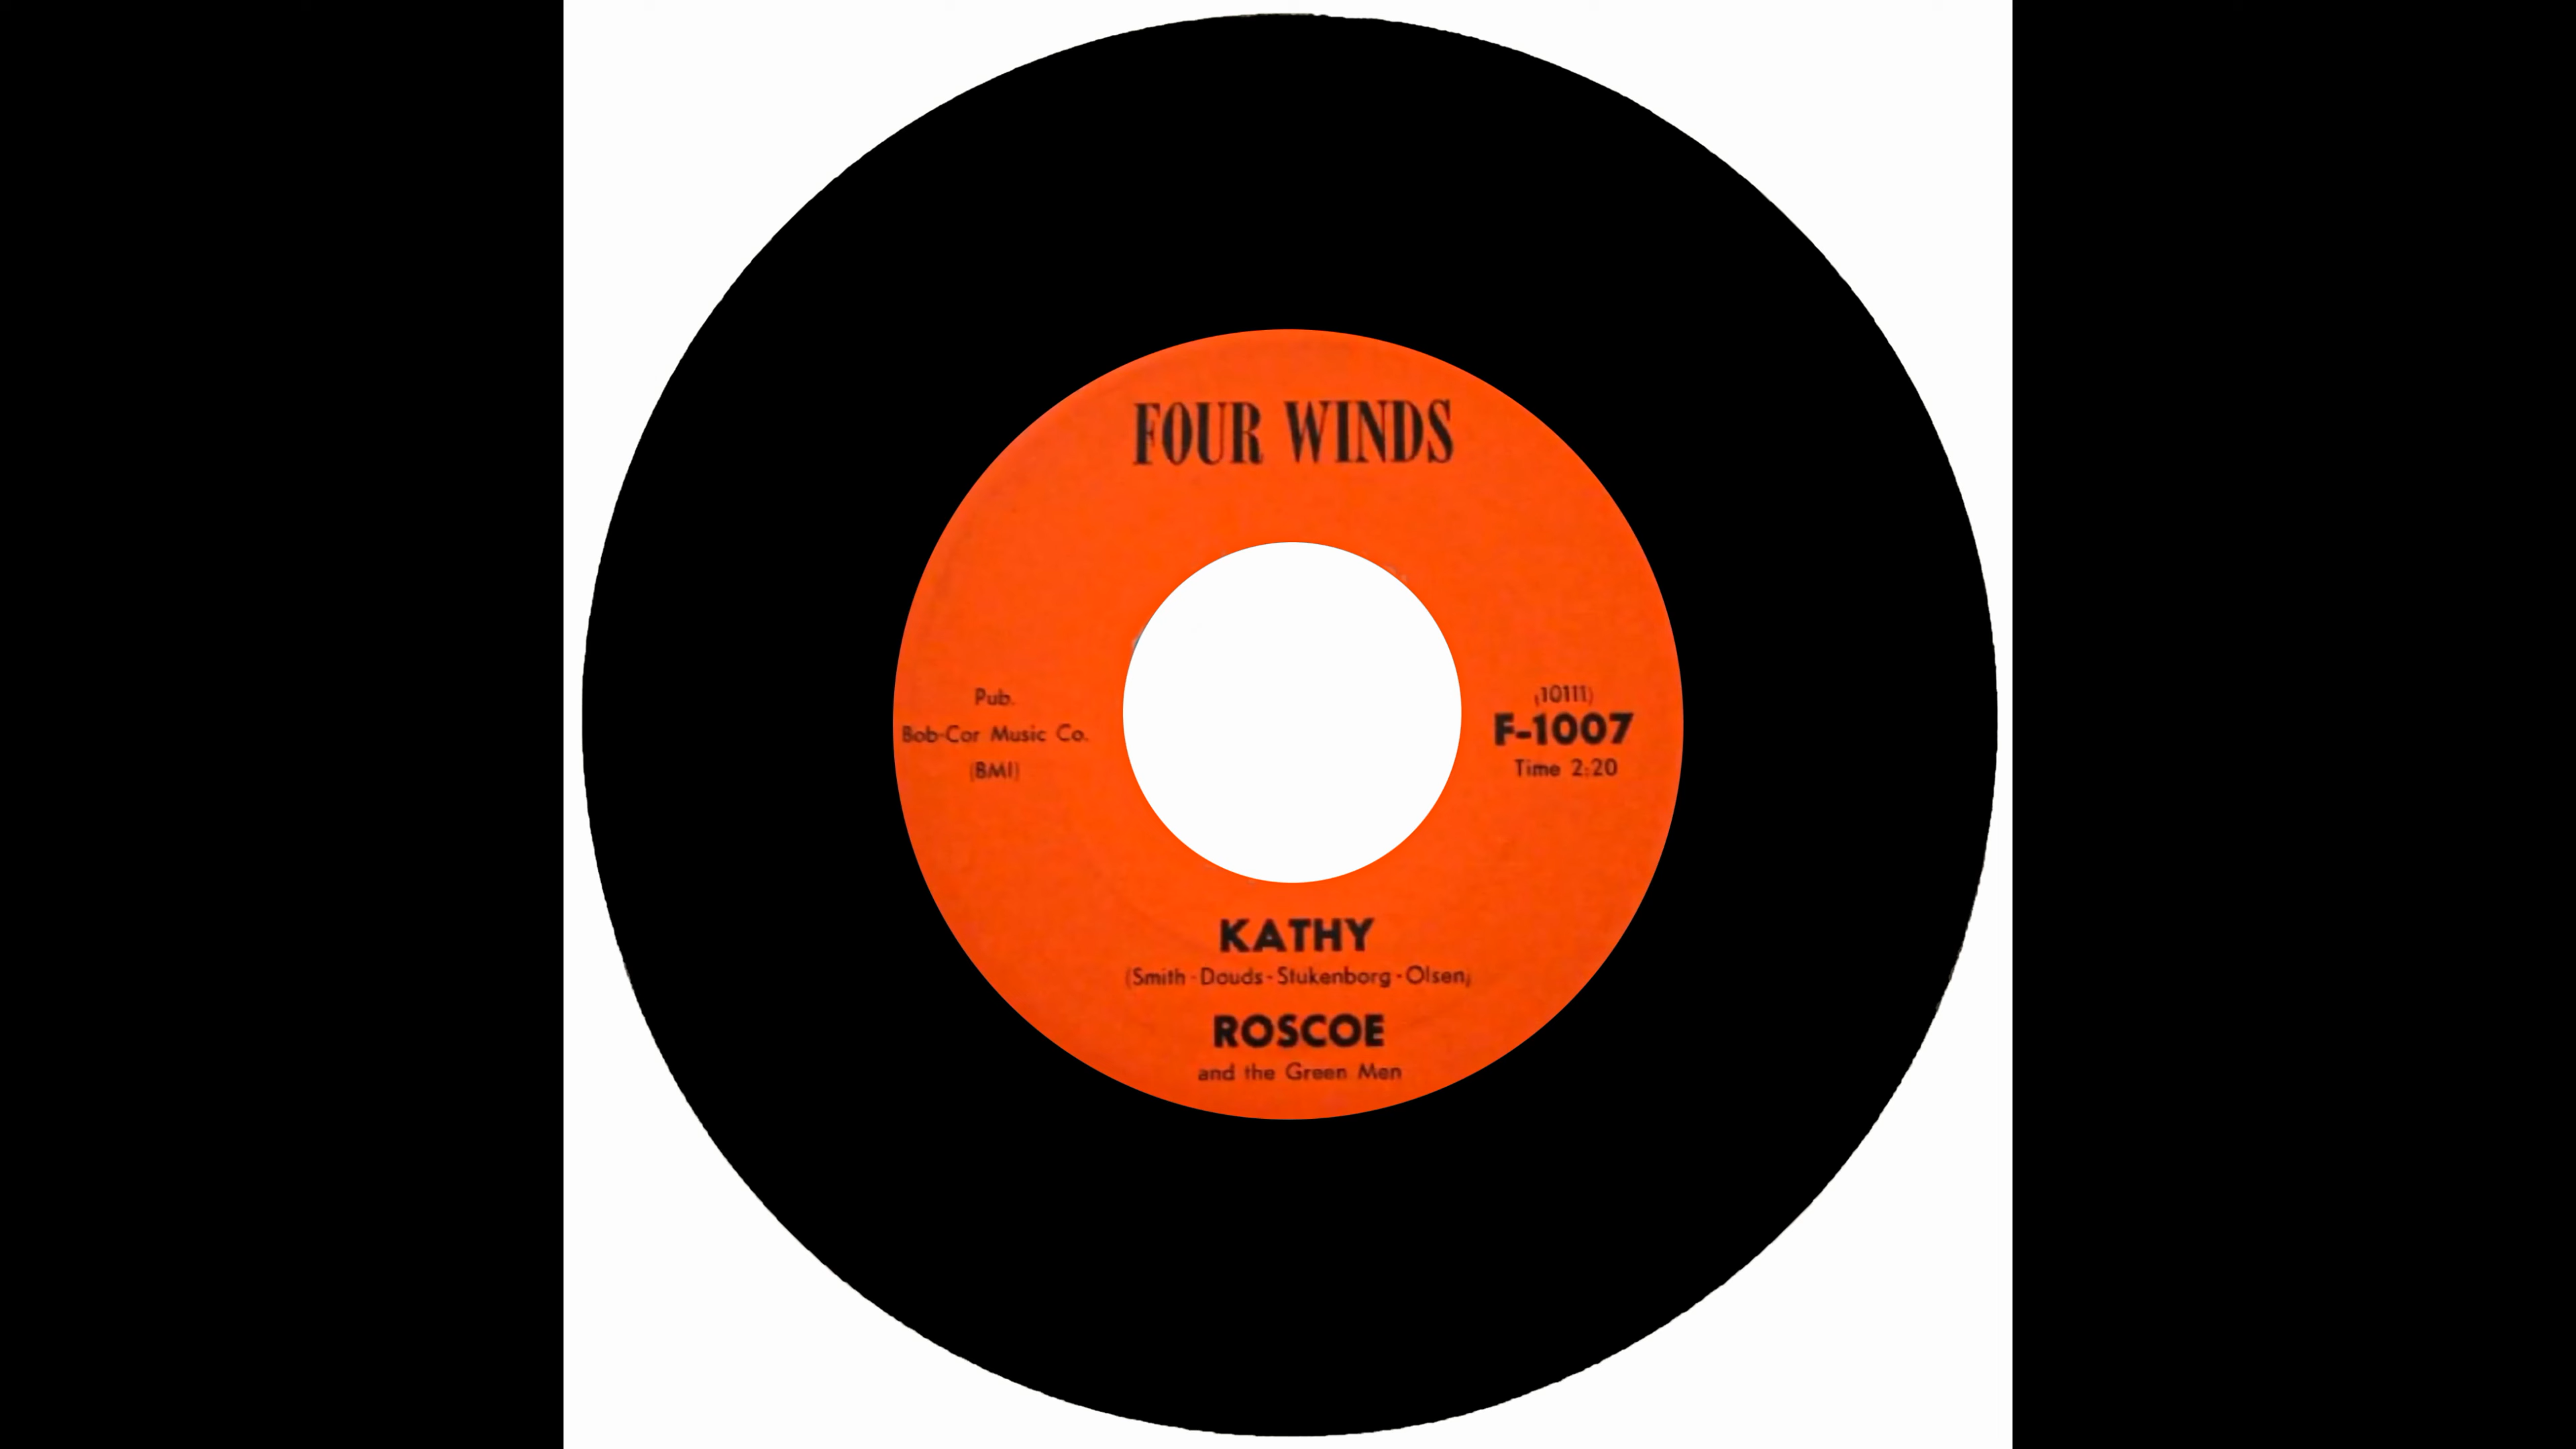 FOUR WINDS
Pub.
Bob-Cor Music Co.
(BMI)
(10111)
F-1007
Time 2:20
KATHY
(Smith - Douds - Stukenborg - Olsen)
ROSCOE
and the Green Men